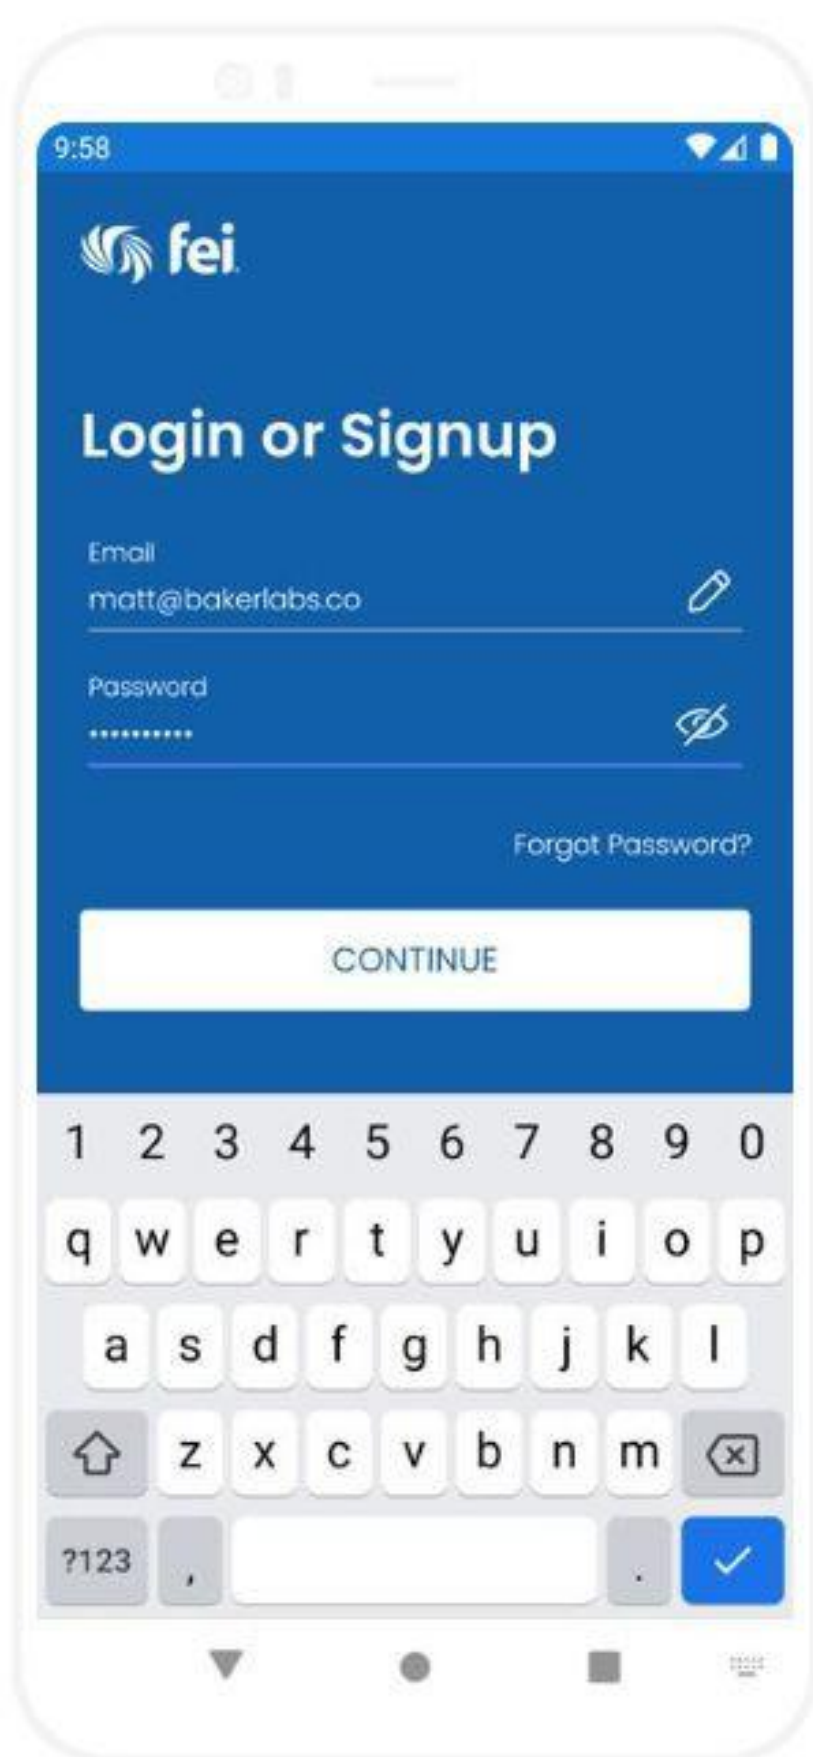 9:58
fei
Login or Signup
Email
matt@bakerlabs.co
Password
••••••••••
Forgot Password?
CONTINUE
1 2 3 4 5 6 7 8 9 0
q w e r t y u i o p
a s d f g h j k l
z x c v b n m
?123 , .